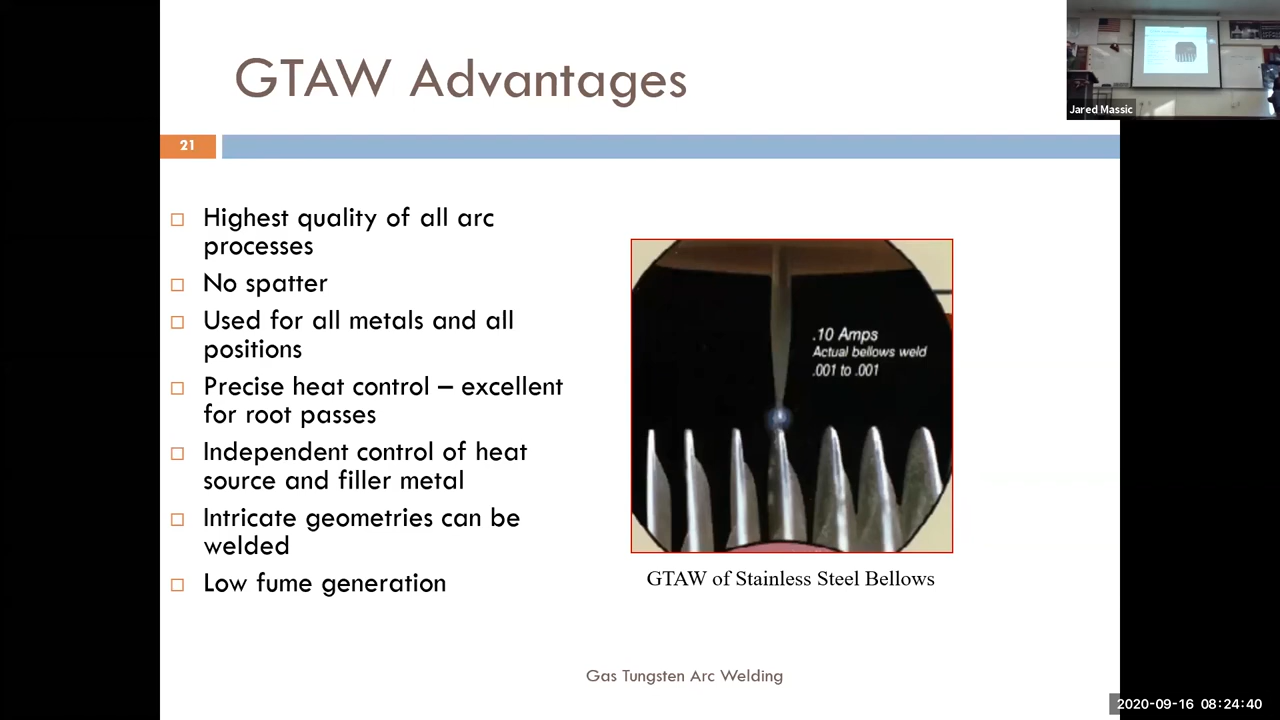 GTAW Advantages
Jared Massic
21
Highest quality of all arc
processes
No spatter
Used for all metals and all
positions
Precise heat control – excellent
for root passes
Independent control of heat
source and filler metal
Intricate geometries can be
welded
Low fume generation
.10 Amps
Actual bellows weld
.001 to .001
GTAW of Stainless Steel Bellows
Gas Tungsten Arc Welding
2020-09-16 08:24:40